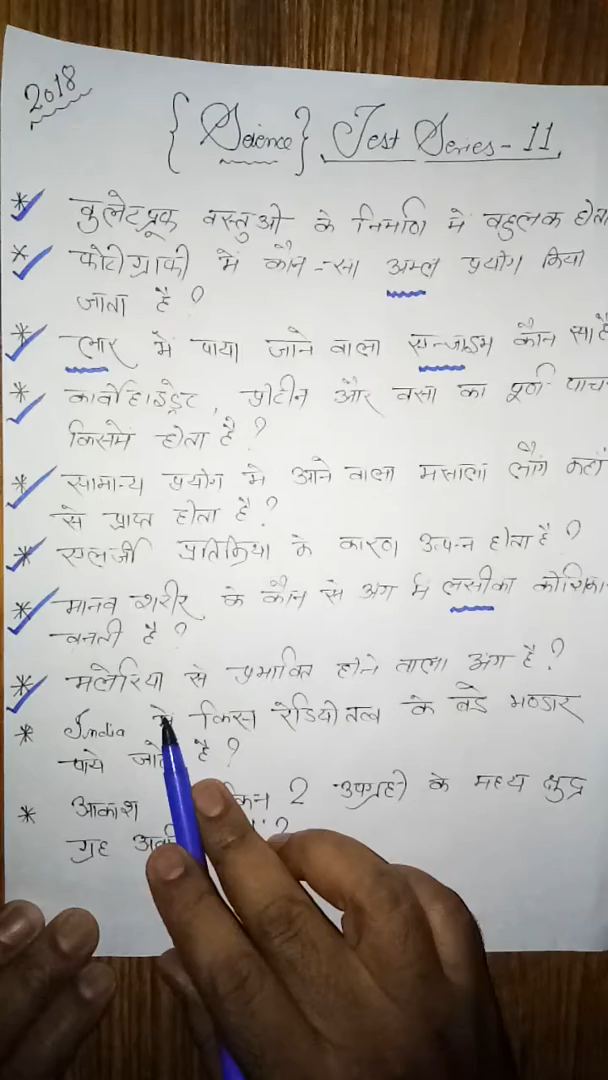 2018
{Science} Test Series - 11
* बुलेटप्रूफ वस्तुओ के निर्माण मे बहुलक होता
* फोटोग्राफी में कौन-सा अम्ल प्रयोग किया
जाता है ?
* लार में पाया जाने वाला एन्जाइम कौन सा है
* कार्वोहाइड्रेट, प्रोटीन और वसा का पूर्ण पाच
किसमें होता है ?
* सामान्य प्रयोग मे आने वाला मसाला लौंग कहाँ
से प्राप्त होता है ?
* एलर्जी प्रतिक्रिया के कारण उत्पन्न होता है ?
* मानव शरीर के कौन से अंग में लसीका कोशिका
बनती है ?
* मलेरिया से प्रभावित होने वाला अंग है ?
* India मे किस रेडियो तत्व के बडे भण्डार
पाये जाते है ?
* आकाश 2 उपग्रहो के मध्य क्षुद्र
ग्रह ?